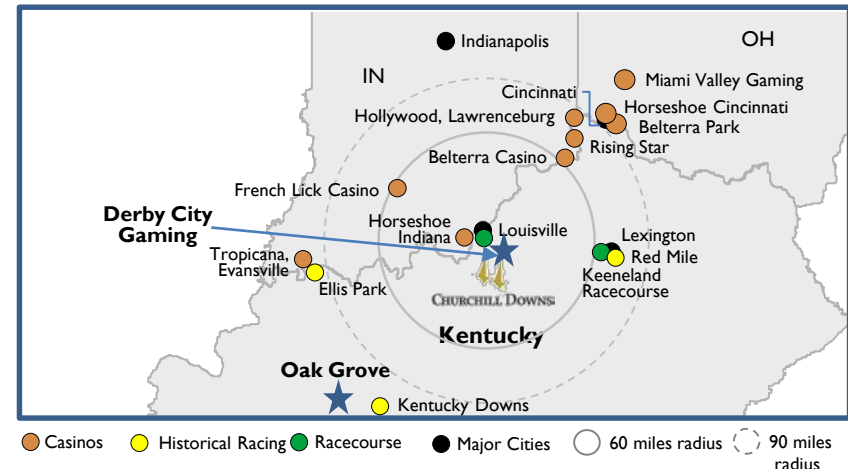 Indianapolis
OH
IN
Miami Valley Gaming
Cincinnati
Horseshoe Cincinnati
Hollywood, Lawrenceburg
Belterra Park
Rising Star
Belterra Casino
French Lick Casino
Derby City
Gaming
Horseshoe
Indiana
Louisville
Lexington
Red Mile
Tropicana,
Evansville
Keeneland
Racecourse
Ellis Park
CHURCHILL DOWNS
Kentucky
Oak Grove
Kentucky Downs
Casinos
Historical Racing
Racecourse
Major Cities
60 miles radius
90 miles
radius